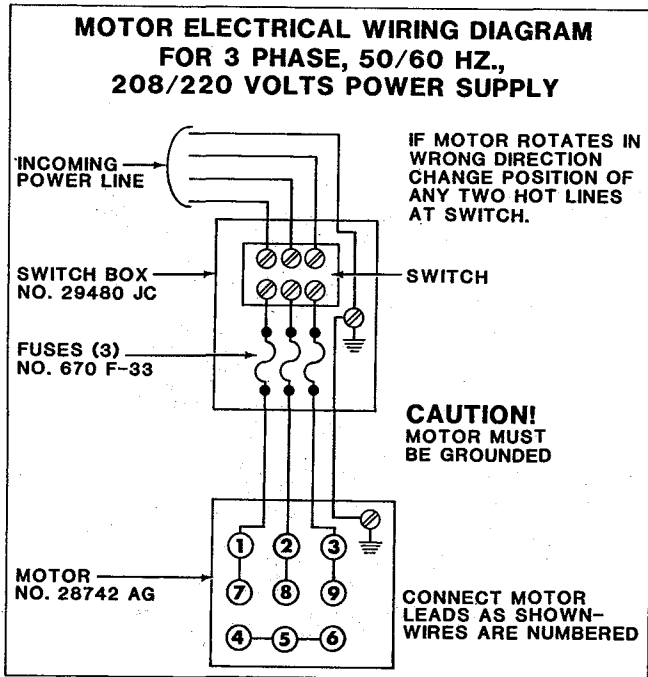 MOTOR ELECTRICAL WIRING DIAGRAM
FOR 3 PHASE, 50/60 HZ.,
208/220 VOLTS POWER SUPPLY
INCOMING
POWER LINE
IF MOTOR ROTATES IN
WRONG DIRECTION
CHANGE POSITION OF
ANY TWO HOT LINES
AT SWITCH.
SWITCH BOX
NO. 29480 JC
SWITCH
FUSES (3)
NO. 670 F-33
CAUTION!
MOTOR MUST
BE GROUNDED
1 2 3
7 8 9
4 5 6
MOTOR
NO. 28742 AG
CONNECT MOTOR
LEADS AS SHOWN-
WIRES ARE NUMBERED